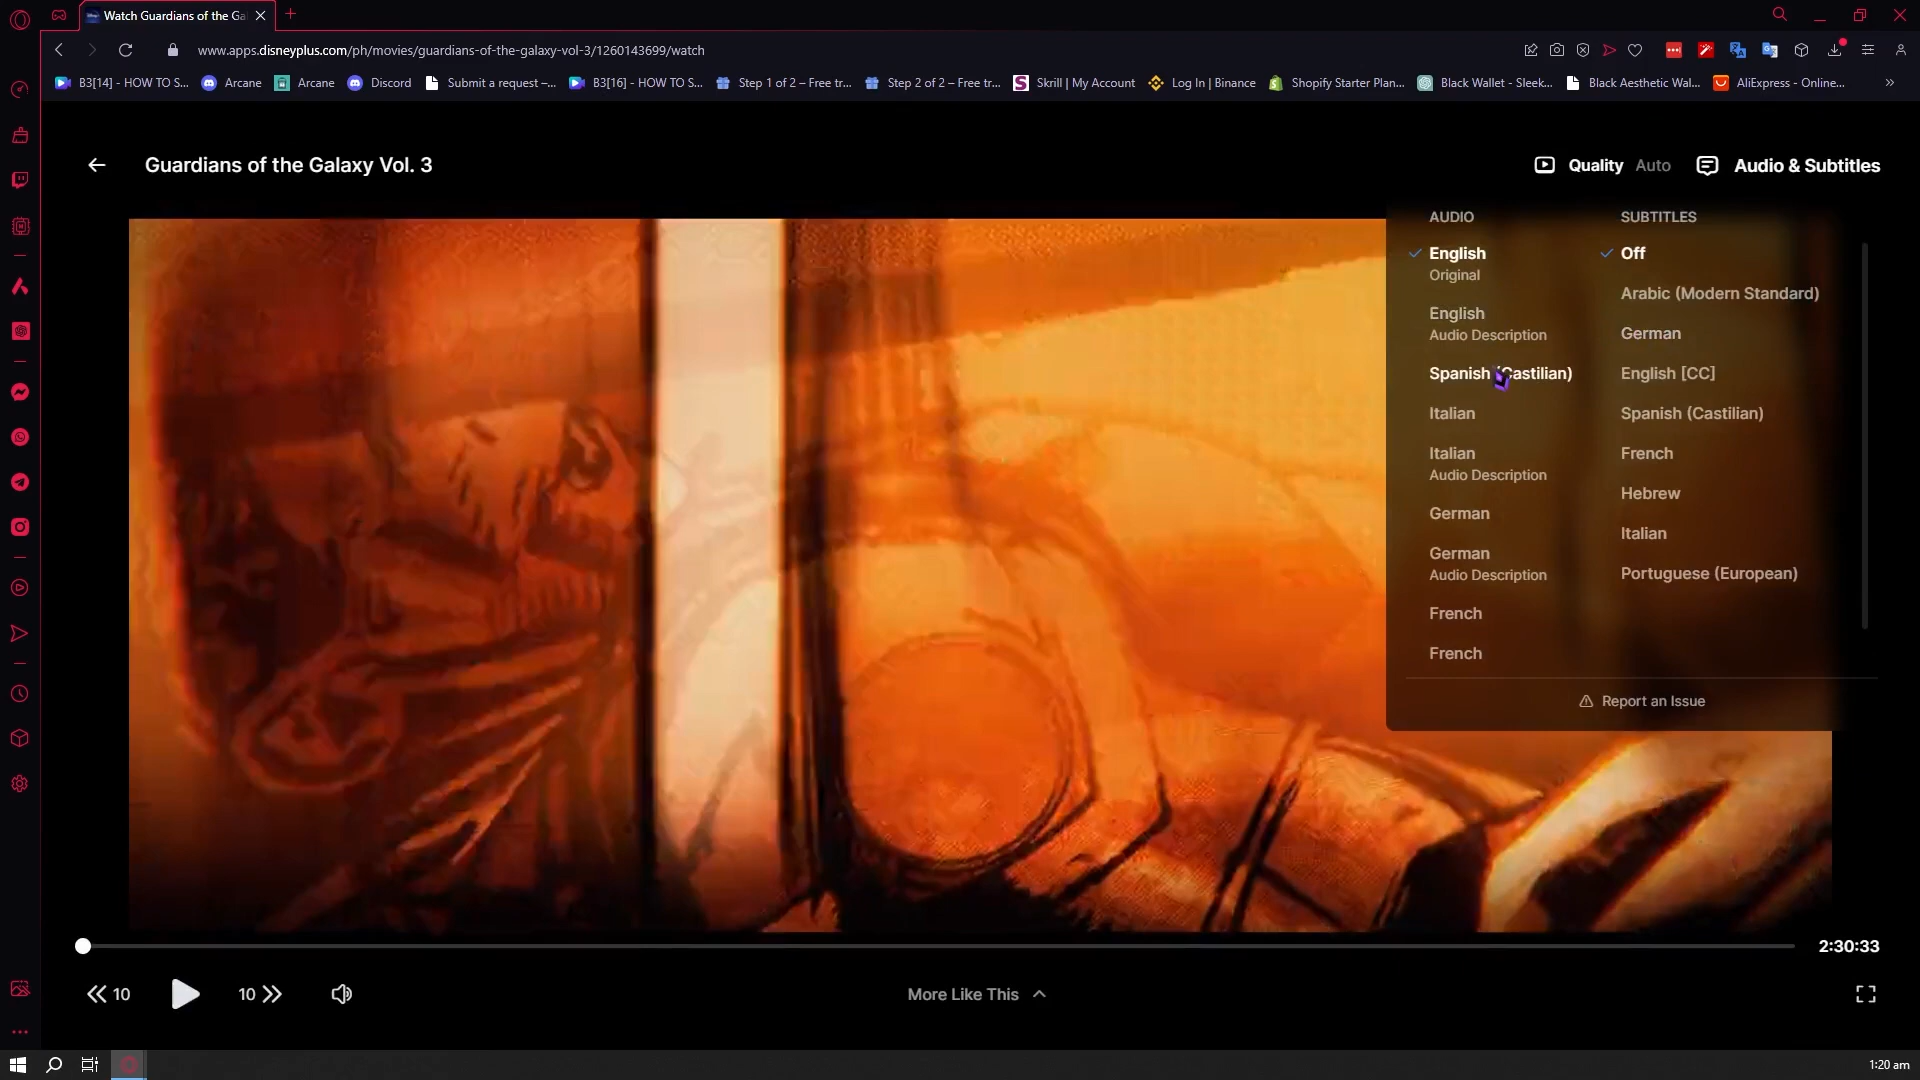 Watch Guardians of the Ga
www.apps.disneyplus.com/ph/movies/guardians-of-the-galaxy-vol-3/1260143699/watch
B3[14] - HOW TO S...
Arcane
Arcane
Discord
Submit a request –...
B3[16] - HOW TO S...
Step 1 of 2 – Free tr...
Step 2 of 2 – Free tr...
Skrill | My Account
Log In | Binance
Shopify Starter Plan...
Black Wallet - Sleek...
Black Aesthetic Wal...
AliExpress - Online...
Guardians of the Galaxy Vol. 3
Quality Auto
Audio & Subtitles
AUDIO
English
Original
English
Audio Description
Spanish (Castilian)
Italian
Italian
Audio Description
German
German
Audio Description
French
French
SUBTITLES
Off
Arabic (Modern Standard)
German
English [CC]
Spanish (Castilian)
French
Hebrew
Italian
Portuguese (European)
Report an Issue
2:30:33
10
10
More Like This
1:20 am